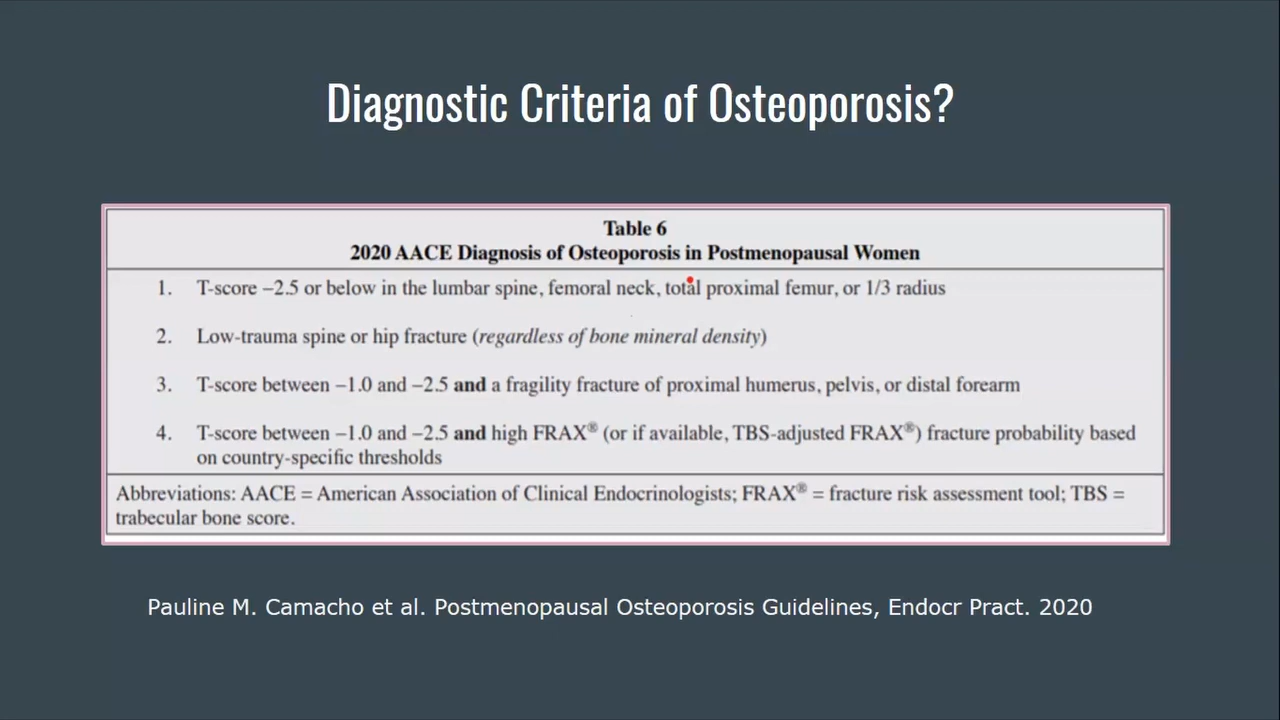 Diagnostic Criteria of Osteoporosis?
Table 6
2020 AACE Diagnosis of Osteoporosis in Postmenopausal Women
1. T-score –2.5 or below in the lumbar spine, femoral neck, total proximal femur, or 1/3 radius
2. Low-trauma spine or hip fracture (regardless of bone mineral density)
3. T-score between –1.0 and –2.5 and a fragility fracture of proximal humerus, pelvis, or distal forearm
4. T-score between –1.0 and –2.5 and high FRAX® (or if available, TBS-adjusted FRAX®) fracture probability based
on country-specific thresholds
Abbreviations: AACE = American Association of Clinical Endocrinologists; FRAX® = fracture risk assessment tool; TBS =
trabecular bone score.
Pauline M. Camacho et al. Postmenopausal Osteoporosis Guidelines, Endocr Pract. 2020